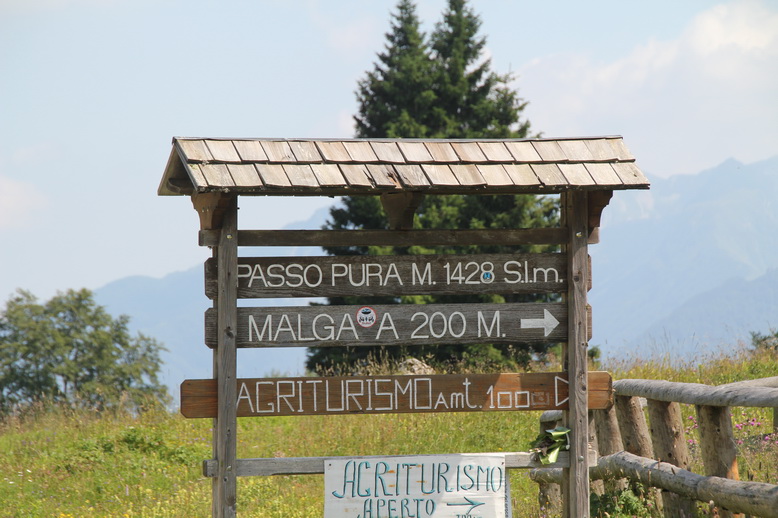 PASSO PURA M. 1428 S.l.m.
MALGA A 200 M.
AGRITURISMO A mt. 100
AGRITURISMO
APERTO